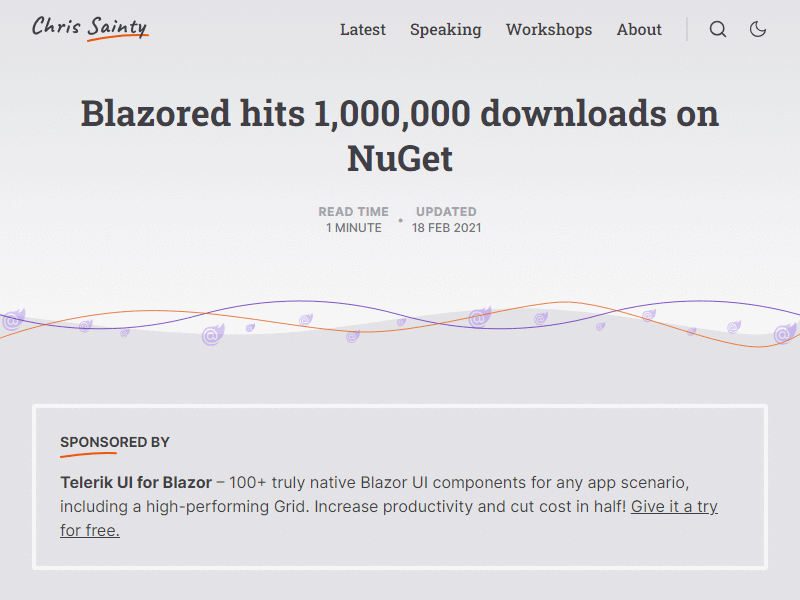 Chris Sainty
Latest Speaking Workshops About
Blazored hits 1,000,000 downloads on
NuGet
READ TIME • UPDATED
1 MINUTE 18 FEB 2021
SPONSORED BY
Telerik UI for Blazor – 100+ truly native Blazor UI components for any app scenario,
including a high-performing Grid. Increase productivity and cut cost in half! Give it a try
for free.